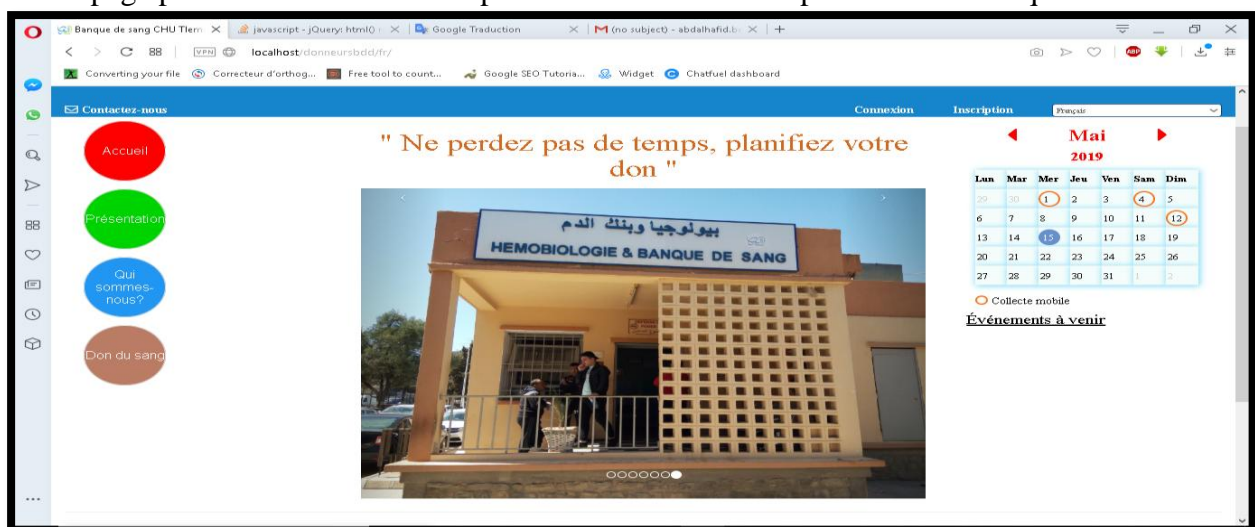 Banque de sang CHU Tlem
javascript - jQuery: html()
Google Traduction
(no subject) - abdalhafid.b
VPN
localhost/donneursbdd/fr/
ABP
Converting your file
Correcteur d'orthog...
Free tool to count...
Google SEO Tutoria...
Widget
Chatfuel dashboard
Contactez-nous
Connexion
Inscription
Français
Accueil
Présentation
Qui
sommes-
nous?
Don du sang
" Ne perdez pas de temps, planifiez votre
don "
بيولوجيا وبنك الدم
HEMOBIOLOGIE & BANQUE DE SANG
Mai
2019
Lun Mar Mer Jeu Ven Sam Dim
29 30 1 2 3 4 5
6 7 8 9 10 11 12
13 14 15 16 17 18 19
20 21 22 23 24 25 26
27 28 29 30 31 1 2
Collecte mobile
Événements à venir